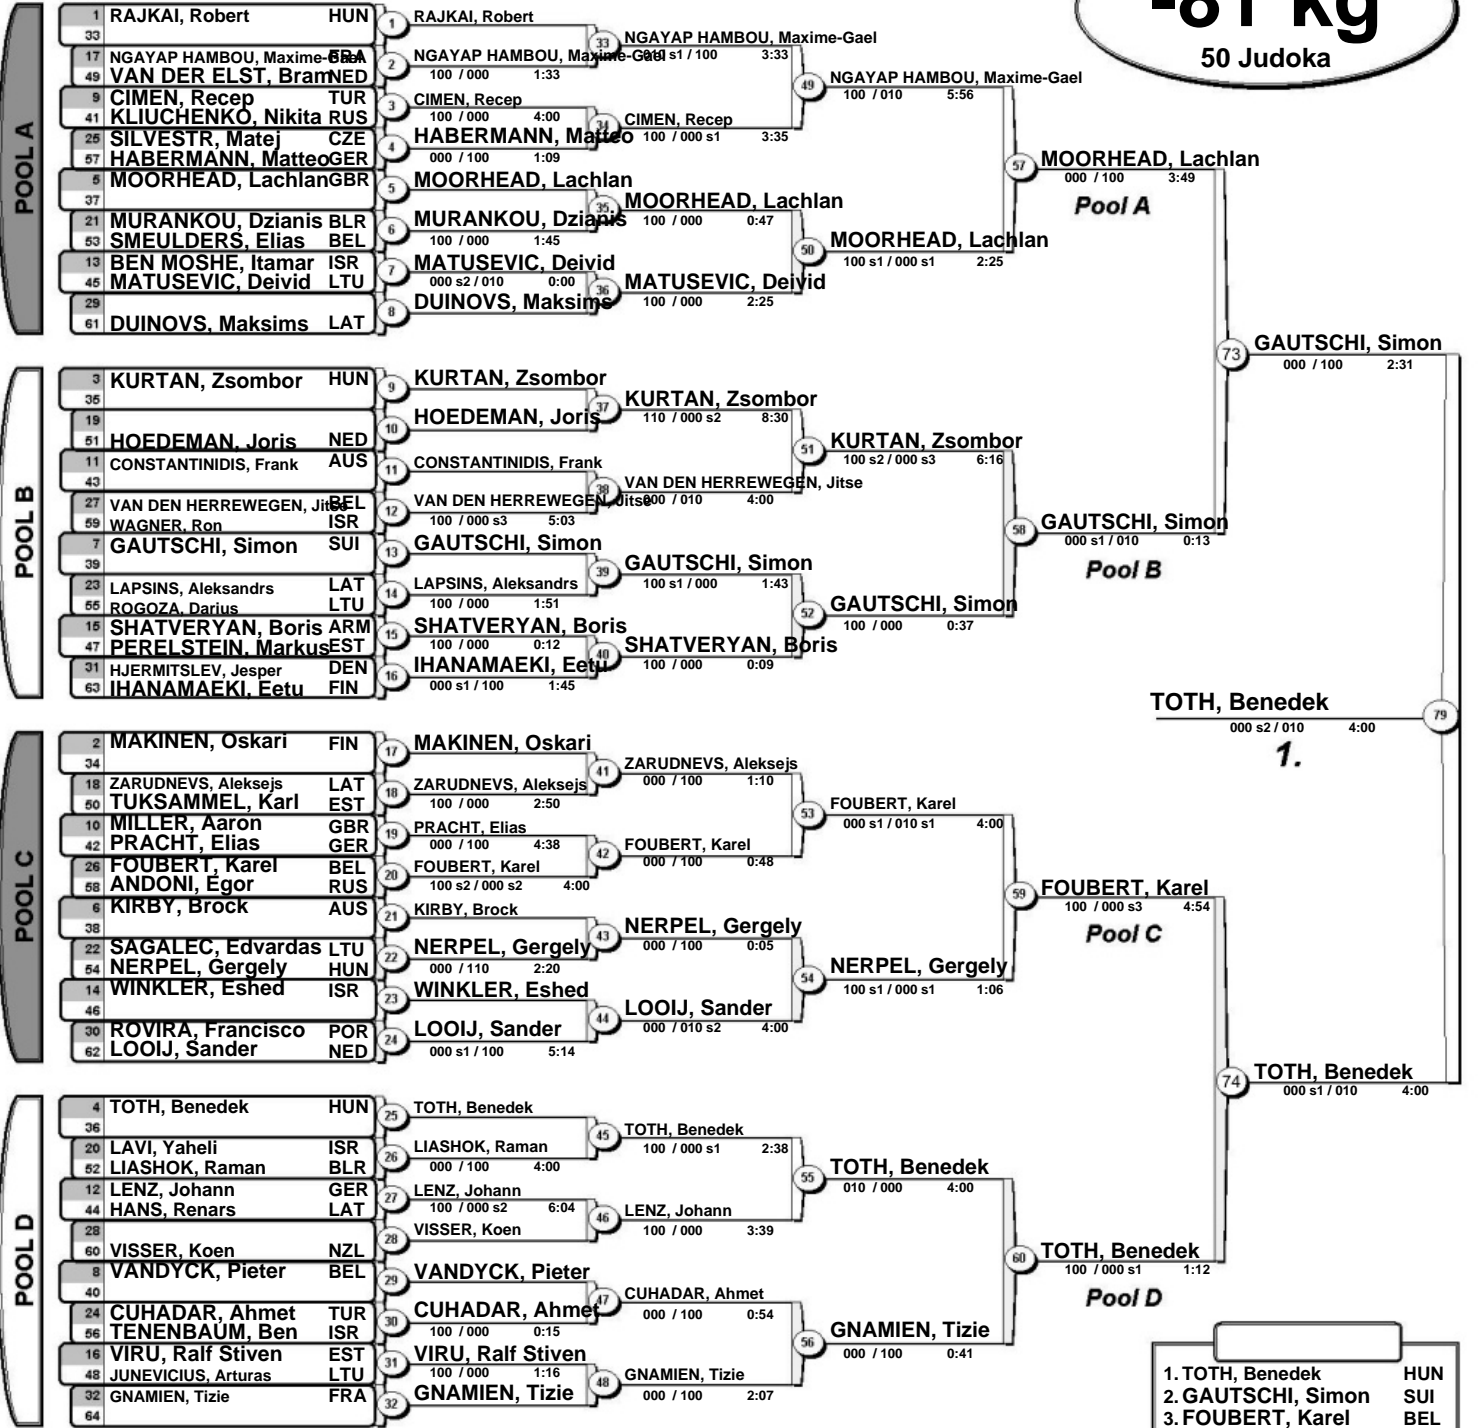 -81 kg
50 Judoka
POOL A
1 RAJKAI, Robert HUN
33
17 NGAYAP HAMBOU, Maxime-Gael FRA
49 VAN DER ELST, Bram NED
9 CIMEN, Recep TUR
41 KLIUCHENKO, Nikita RUS
25 SILVESTR, Matej CZE
57 HABERMANN, Matteo GER
5 MOORHEAD, Lachlan GBR
37
21 MURANKOU, Dzianis BLR
53 SMEULDERS, Elias BEL
13 BEN MOSHE, Itamar ISR
45 MATUSEVIC, Deivid LTU
29
61 DUINOVS, Maksims LAT
1 RAJKAI, Robert
2 NGAYAP HAMBOU, Maxime-Gael
100 / 000 1:33
3 CIMEN, Recep
100 / 000 4:00
4 HABERMANN, Matteo
000 / 100 1:09
5 MOORHEAD, Lachlan
6 MURANKOU, Dzianis
100 / 000 1:45
7 MATUSEVIC, Deivid
000 s2 / 010 0:00
8 DUINOVS, Maksims
33 NGAYAP HAMBOU, Maxime-Gael
010 s1 / 100 3:33
34 CIMEN, Recep
100 / 000 s1 3:35
35 MOORHEAD, Lachlan
100 / 000 0:47
36 MATUSEVIC, Deivid
100 / 000 2:25
49 NGAYAP HAMBOU, Maxime-Gael
100 / 010 5:56
50 MOORHEAD, Lachlan
100 s1 / 000 s1 2:25
57 MOORHEAD, Lachlan
000 / 100 3:49
Pool A
POOL B
3 KURTAN, Zsombor HUN
35
19
51 HOEDEMAN, Joris NED
11 CONSTANTINIDIS, Frank AUS
43
27 VAN DEN HERREWEGEN, Jitse BEL
59 WAGNER, Ron ISR
7 GAUTSCHI, Simon SUI
39
23 LAPSINS, Aleksandrs LAT
55 ROGOZA, Darius LTU
15 SHATVERYAN, Boris ARM
47 PERELSTEIN, Markus EST
31 HJERMITSLEV, Jesper DEN
63 IHANAMAEKI, Eetu FIN
9 KURTAN, Zsombor
10 HOEDEMAN, Joris
11 CONSTANTINIDIS, Frank
12 VAN DEN HERREWEGEN, Jitse
100 / 000 s3 5:03
13 GAUTSCHI, Simon
14 LAPSINS, Aleksandrs
100 / 000 1:51
15 SHATVERYAN, Boris
100 / 000 0:12
16 IHANAMAEKI, Eetu
000 s1 / 100 1:45
37 KURTAN, Zsombor
110 / 000 s2 8:30
38 VAN DEN HERREWEGEN, Jitse
000 / 010 4:00
39 GAUTSCHI, Simon
100 s1 / 000 1:43
40 SHATVERYAN, Boris
100 / 000 0:09
51 KURTAN, Zsombor
100 s2 / 000 s3 6:16
52 GAUTSCHI, Simon
100 / 000 0:37
58 GAUTSCHI, Simon
000 s1 / 010 0:13
Pool B
73 GAUTSCHI, Simon
000 / 100 2:31
POOL C
2 MAKINEN, Oskari FIN
34
18 ZARUDNEVS, Aleksejs LAT
50 TUKSAMMEL, Karl EST
10 MILLER, Aaron GBR
42 PRACHT, Elias GER
26 FOUBERT, Karel BEL
58 ANDONI, Egor RUS
6 KIRBY, Brock AUS
38
22 SAGALEC, Edvardas LTU
54 NERPEL, Gergely HUN
14 WINKLER, Eshed ISR
46
30 ROVIRA, Francisco POR
62 LOOIJ, Sander NED
17 MAKINEN, Oskari
18 ZARUDNEVS, Aleksejs
100 / 000 2:50
19 PRACHT, Elias
000 / 100 4:38
20 FOUBERT, Karel
100 s2 / 000 s2 4:00
21 KIRBY, Brock
22 NERPEL, Gergely
000 / 110 2:20
23 WINKLER, Eshed
24 LOOIJ, Sander
000 s1 / 100 5:14
41 ZARUDNEVS, Aleksejs
000 / 100 1:10
42 FOUBERT, Karel
000 / 100 0:48
43 NERPEL, Gergely
000 / 100 0:05
44 LOOIJ, Sander
000 / 010 s2 4:00
53 FOUBERT, Karel
000 s1 / 010 s1 4:00
54 NERPEL, Gergely
100 s1 / 000 s1 1:06
59 FOUBERT, Karel
100 / 000 s3 4:54
Pool C
TOTH, Benedek 79
000 s2 / 010 4:00
1.
POOL D
4 TOTH, Benedek HUN
36
20 LAVI, Yaheli ISR
52 LIASHOK, Raman BLR
12 LENZ, Johann GER
44 HANS, Renars LAT
28
60 VISSER, Koen NZL
8 VANDYCK, Pieter BEL
40
24 CUHADAR, Ahmet TUR
56 TENENBAUM, Ben ISR
16 VIRU, Ralf Stiven EST
48 JUNEVICIUS, Arturas LTU
32 GNAMIEN, Tizie FRA
64
25 TOTH, Benedek
26 LIASHOK, Raman
000 / 100 4:00
27 LENZ, Johann
100 / 000 s2 6:04
28 VISSER, Koen
29 VANDYCK, Pieter
30 CUHADAR, Ahmet
100 / 000 0:15
31 VIRU, Ralf Stiven
100 / 000 1:16
32 GNAMIEN, Tizie
45 TOTH, Benedek
100 / 000 s1 2:38
46 LENZ, Johann
100 / 000 3:39
47 CUHADAR, Ahmet
000 / 100 0:54
48 GNAMIEN, Tizie
000 / 100 2:07
55 TOTH, Benedek
010 / 000 4:00
56 GNAMIEN, Tizie
000 / 100 0:41
60 TOTH, Benedek
100 / 000 s1 1:12
Pool D
74 TOTH, Benedek
000 s1 / 010 4:00
1. TOTH, Benedek HUN
2. GAUTSCHI, Simon SUI
3. FOUBERT, Karel BEL